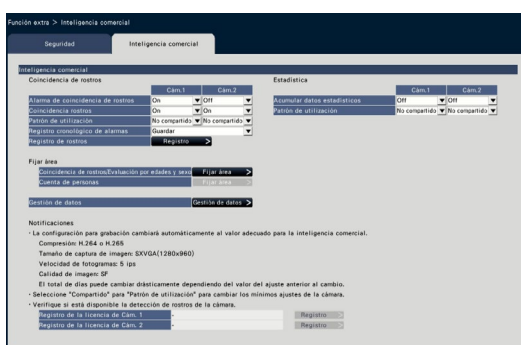 Función extra > Inteligencia comercial
Seguridad Inteligencia comercial
Inteligencia comercial
Coincidencia de rostros Estadística
Cám.1 Cám.2 Cám.1 Cám.2
Alarma de coincidencia de rostros On Off Acumular datos estadísticos Off Off
Coincidencia rostros On On Patrón de utilización No compartido No compartido
Patrón de utilización No compartido No compartido
Registro cronológico de alarmas Guardar
Registro de rostros Registro >
Fijar área
Coincidencia de rostros/Evaluación por edades y sexo Fijar área >
Cuenta de personas Fijar área >
Gestión de datos Gestión de datos >
Notificaciones
· La configuración para grabación cambiará automáticamente al valor adecuado para la inteligencia comercial.
Compresión: H.264 o H.265
Tamaño de captura de imagen: SXVGA(1280x960)
Velocidad de fotogramas: 5 ips
Calidad de imagen: SF
El total de días puede cambiar drásticamente dependiendo del valor del ajuste anterior al cambio.
· Seleccione "Compartido" para "Patrón de utilización" para cambiar los mínimos ajustes de la cámara.
· Verifique si está disponible la detección de rostros de la cámara.
Registro de la licencia de Cám. 1 - Registro >
Registro de la licencia de Cám. 2 - Registro >